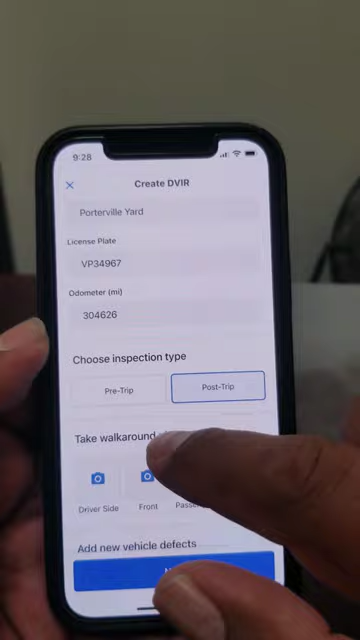 9:28
Create DVIR
Porterville Yard
License Plate
VP34967
Odometer (mi)
304626
Choose inspection type
Pre-Trip
Post-Trip
Take walkaround
Driver Side
Front
Add new vehicle defects